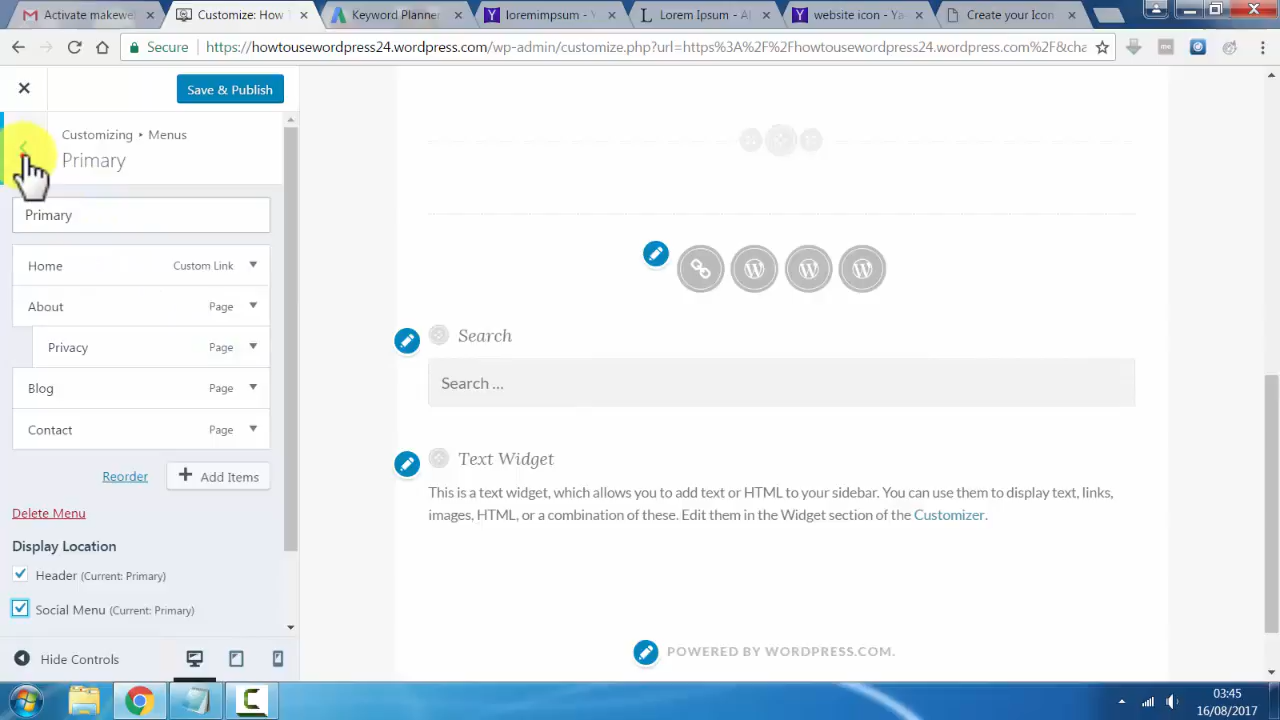 Activate makewel
Customize: How
Keyword Planner
loremipsum - Y
Lorem Ipsum - Al
website icon - Ya
Create your Icon
Secure
https://howtousewordpress24.wordpress.com/wp-admin/customize.php?url=https%3A%2F%2Fhowtousewordpress24.wordpress.com%2F&cha
Save & Publish
Customizing • Menus
Primary
Primary
Home
Custom Link
About
Page
Privacy
Page
Blog
Page
Contact
Page
Reorder
Add Items
Delete Menu
Display Location
Header (Current: Primary)
Social Menu (Current: Primary)
Hide Controls
Search
Search ...
Text Widget
This is a text widget, which allows you to add text or HTML to your sidebar. You can use them to display text, links,
images, HTML, or a combination of these. Edit them in the Widget section of the Customizer.
POWERED BY WORDPRESS.COM.
03:45
16/08/2017